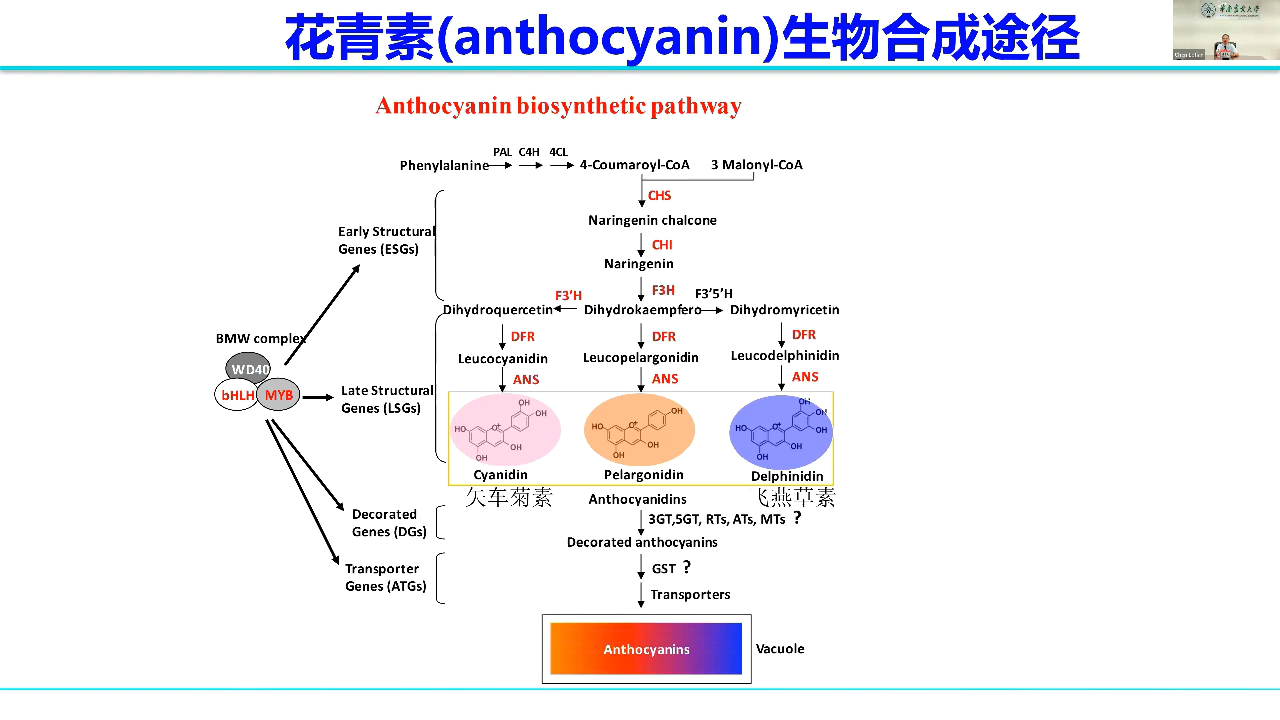 花青素(anthocyanin)生物合成途径
Anthocyanin biosynthetic pathway
PAL C4H 4CL
Phenylalanine 4-Coumaroyl-CoA 3 Malonyl-CoA
CHS
Naringenin chalcone
Early Structural
Genes (ESGs)
CHI
Naringenin
F3'H F3H F3'5'H
Dihydroquercetin Dihydrokaempfero Dihydromyricetin
BMW complex
DFR DFR DFR
Leucocyanidin Leucopelargonidin Leucodelphinidin
WD40
bHLH MYB
ANS ANS ANS
Late Structural
Genes (LSGs)
OH OH OH HO O+ OH OH
OH OH HO O+ OH OH
OH OH OH HO O+ OH OH
Cyanidin Pelargonidin Delphinidin
矢车菊素 Anthocyanidins 飞燕草素
Decorated
Genes (DGs)
3GT,5GT, RTs, ATs, MTs ?
Decorated anthocyanins
Transporter
Genes (ATGs)
GST ?
Transporters
Anthocyanins Vacuole